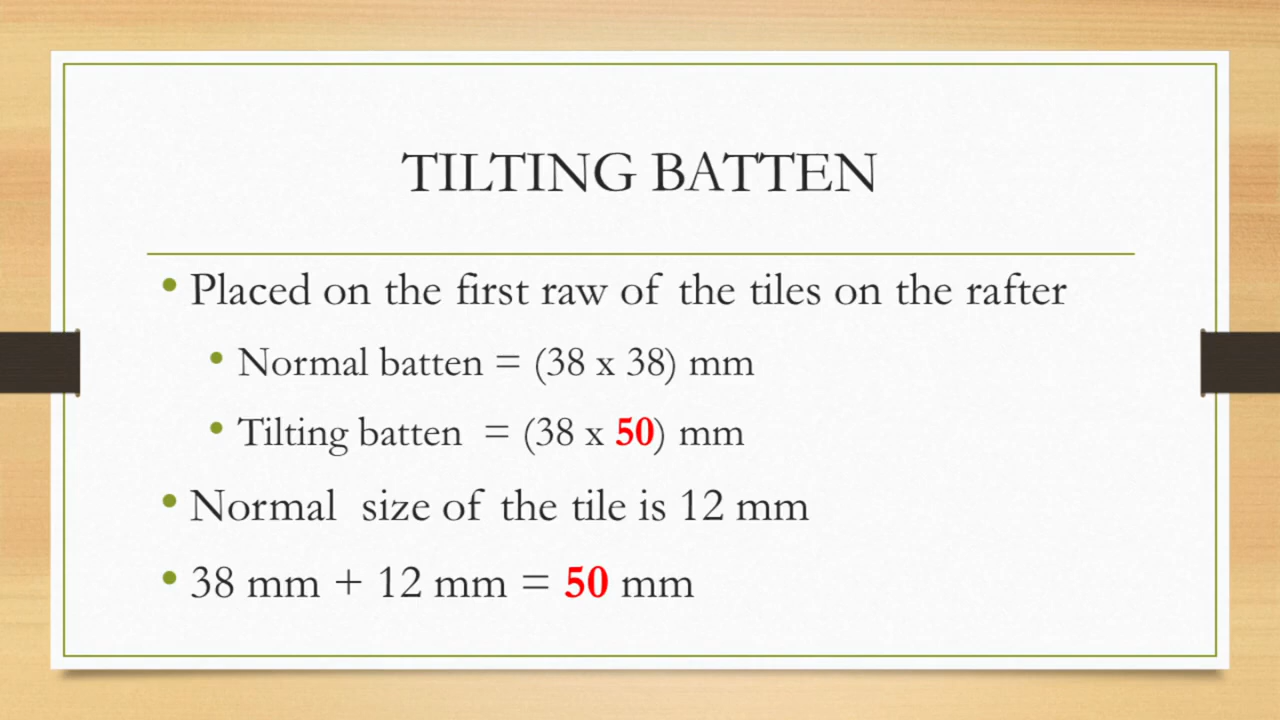 TILTING BATTEN
• Placed on the first raw of the tiles on the rafter
• Normal batten = (38 x 38) mm
• Tilting batten = (38 x 50) mm
• Normal size of the tile is 12 mm
• 38 mm + 12 mm = 50 mm